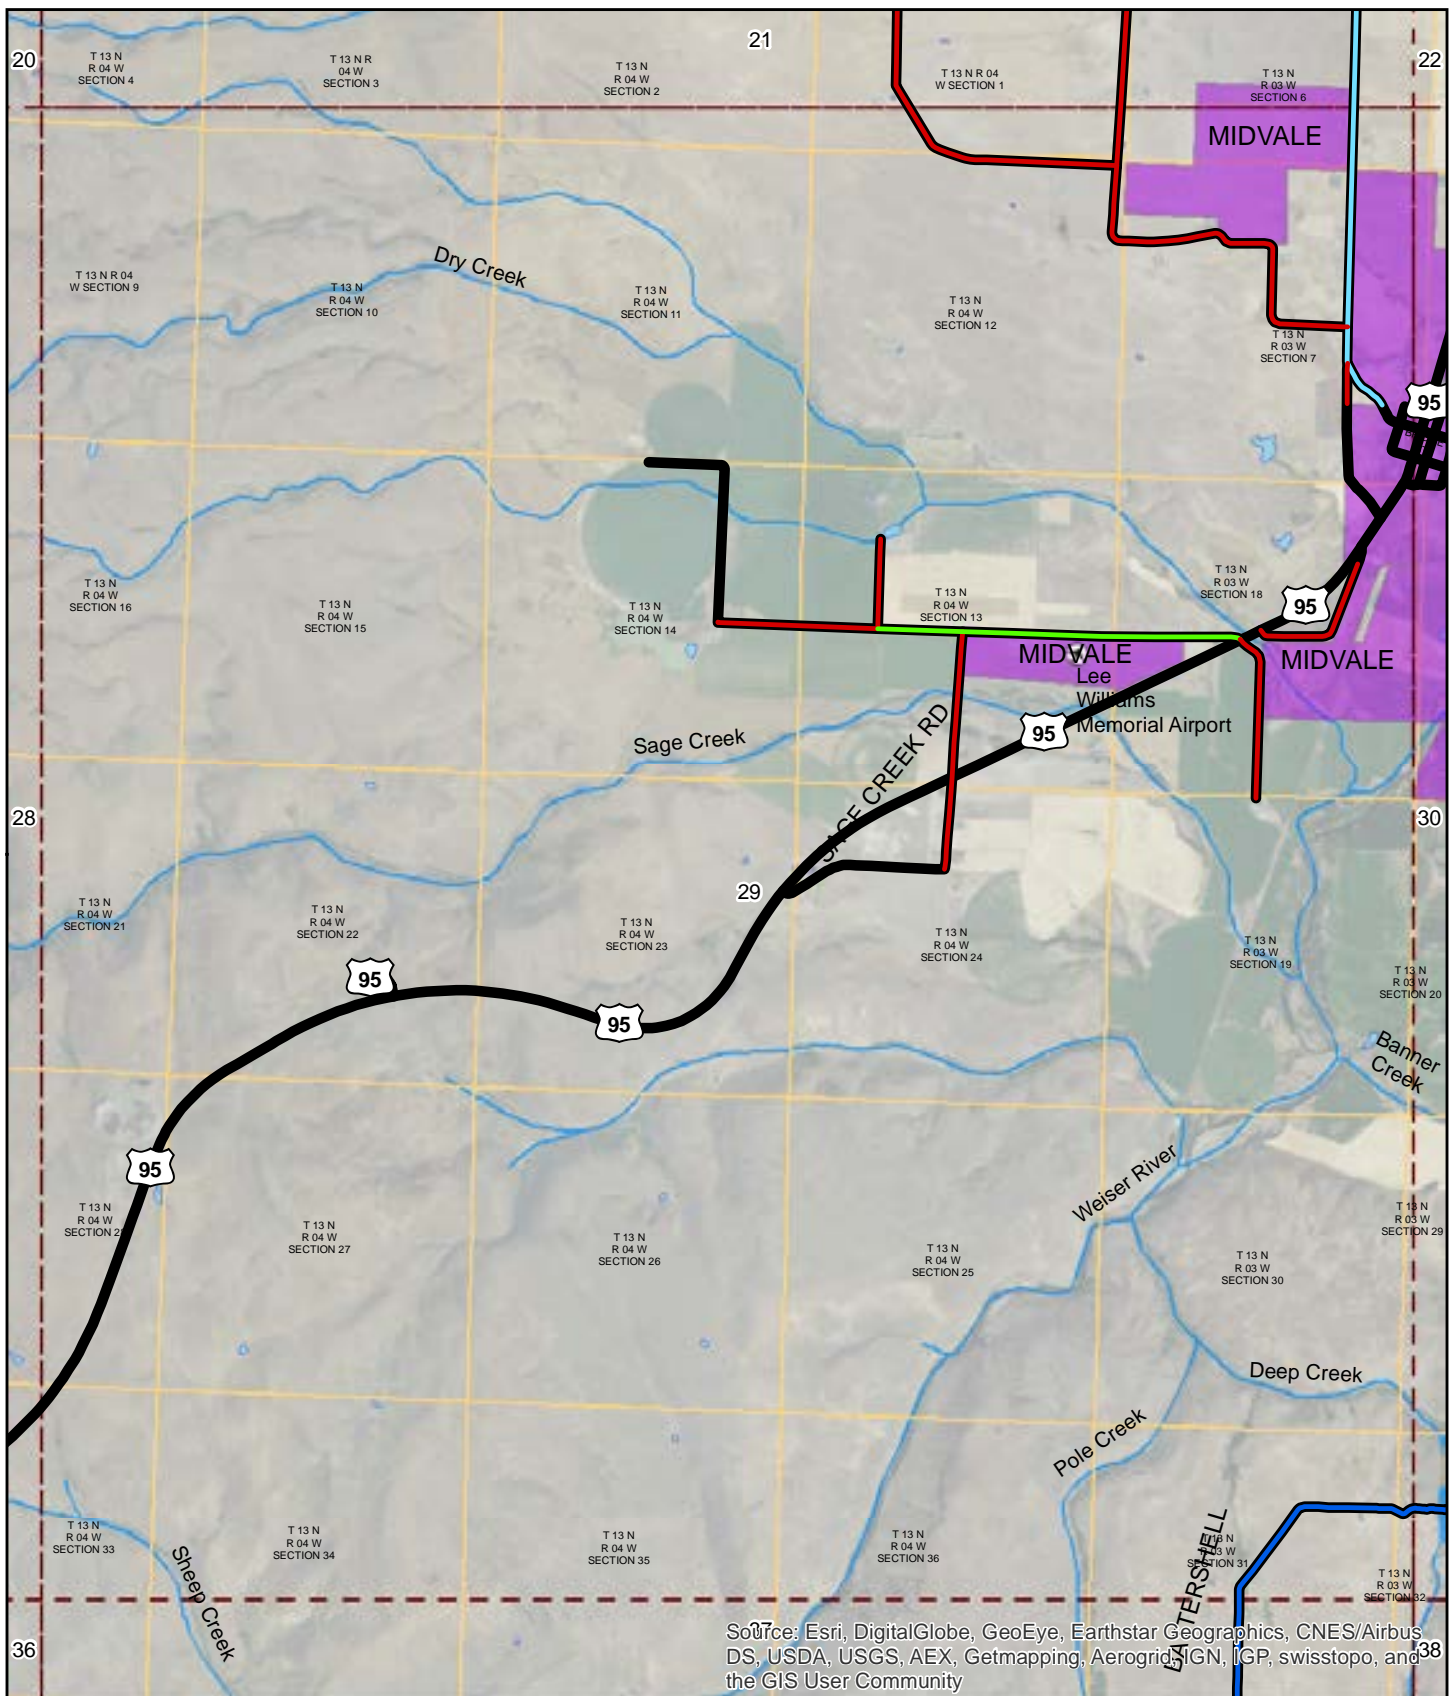 20
21
22
T 13 N
R 04 W
SECTION 4
T 13 N R
04 W
SECTION 3
T 13 N
R 04 W
SECTION 2
T 13 N R 04
W SECTION 1
T 13 N
R 03 W
SECTION 6
MIDVALE
Dry Creek
T 13 N R 04
W SECTION 9
T 13 N
R 04 W
SECTION 10
T 13 N
R 04 W
SECTION 11
T 13 N
R 04 W
SECTION 12
T 13 N
R 03 W
SECTION 7
95
T 13 N
R 04 W
SECTION 16
T 13 N
R 04 W
SECTION 15
T 13 N
R 04 W
SECTION 14
T 13 N
R 04 W
SECTION 13
T 13 N
R 03 W
SECTION 18
95
MIDVALE
MIDVALE
Lee
Williams
Memorial Airport
95
Sage Creek
SAGE CREEK RD
28
29
30
T 13 N
R 04 W
SECTION 21
T 13 N
R 04 W
SECTION 22
T 13 N
R 04 W
SECTION 23
T 13 N
R 04 W
SECTION 24
T 13 N
R 03 W
SECTION 19
T 13 N
R 03 W
SECTION 20
95
95
Banner
Creek
95
Weiser River
T 13 N
R 04 W
T 13 N
R 04 W
SECTION 27
T 13 N
R 04 W
SECTION 26
T 13 N
R 04 W
SECTION 25
T 13 N
R 03 W
SECTION 30
T 13 N
R 03 W
SECTION 29
Deep Creek
Pole Creek
T 13 N
R 04 W
SECTION 33
T 13 N
R 04 W
SECTION 34
T 13 N
R 04 W
SECTION 35
T 13 N
R 04 W
SECTION 36
T 13 N
R 03 W
SECTION 31
T 13 N
R 03 W
SECTION 32
Sheep Creek
BATTERSHELL
36
37
38
Source: Esri, DigitalGlobe, GeoEye, Earthstar Geographics, CNES/Airbus
DS, USDA, USGS, AEX, Getmapping, Aerogrid, IGN, IGP, swisstopo, and
the GIS User Community